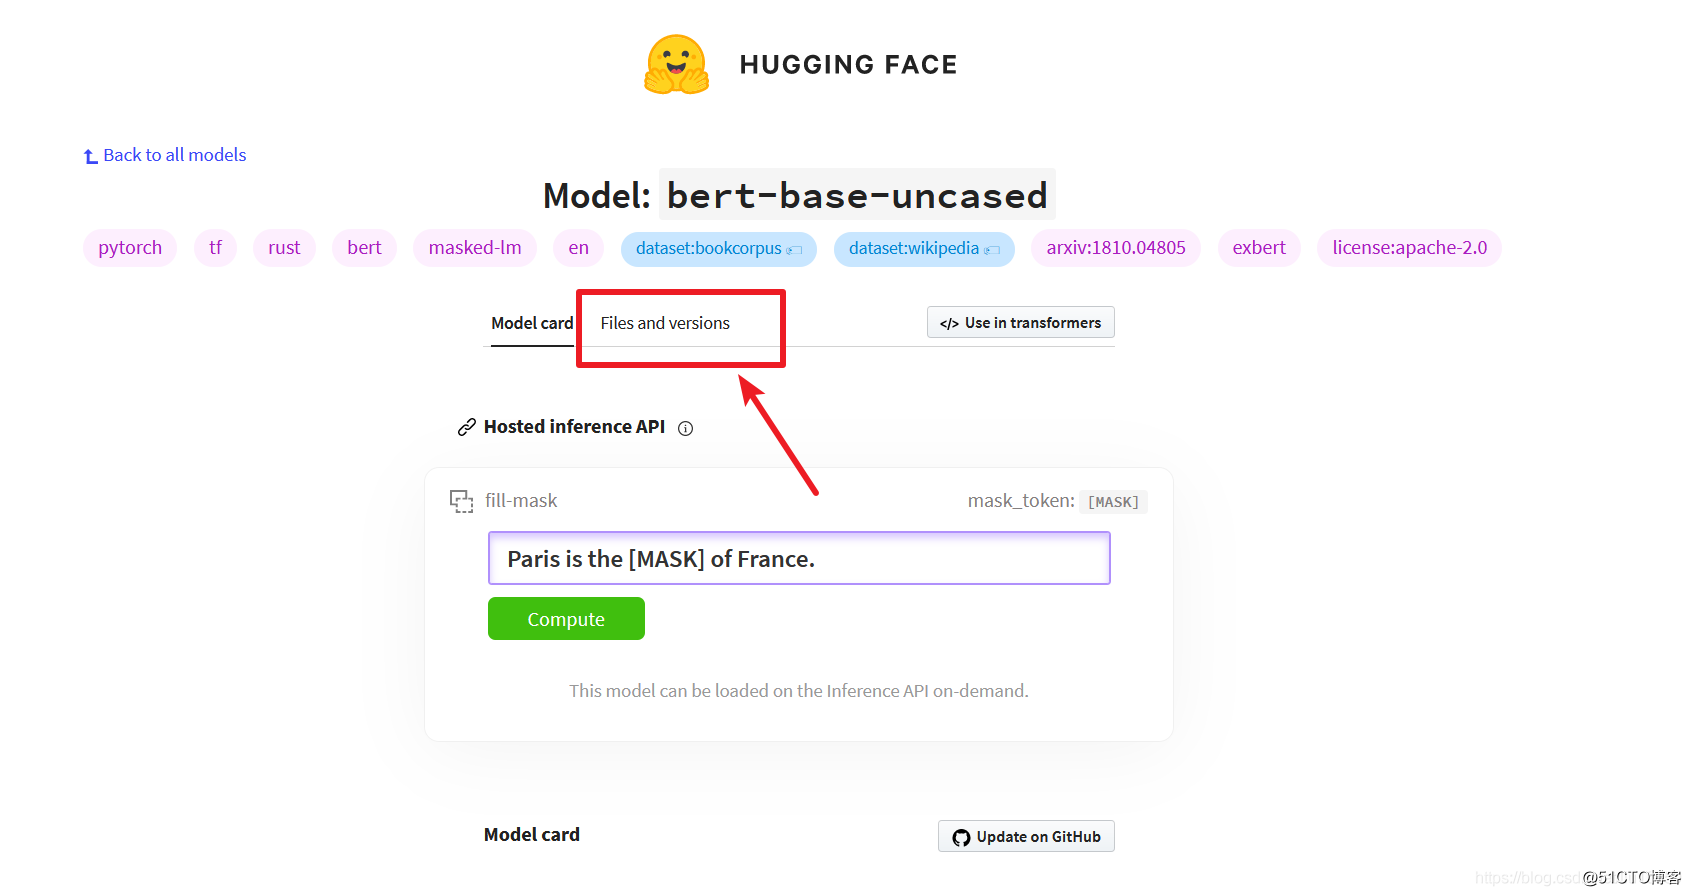 HUGGING FACE
Back to all models
Model: bert-base-uncased
pytorch tf rust bert masked-lm en dataset:bookcorpus dataset:wikipedia arxiv:1810.04805 exbert license:apache-2.0
Model card Files and versions </> Use in transformers
Hosted inference API
fill-mask mask_token: [MASK]
Paris is the [MASK] of France.
Compute
This model can be loaded on the Inference API on-demand.
Model card Update on GitHub
https://blog.csd @51CTO博客